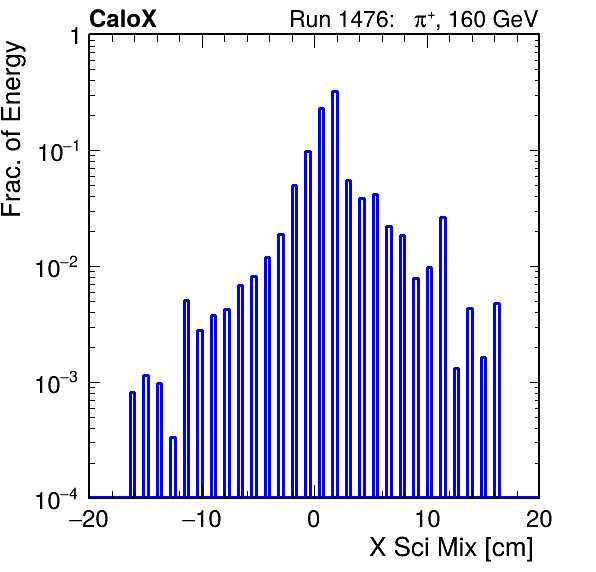 CaloX Run 1476: π⁺, 160 GeV
Frac. of Energy
1
10⁻¹
10⁻²
10⁻³
10⁻⁴
−20 −10 0 10 20
X Sci Mix [cm]